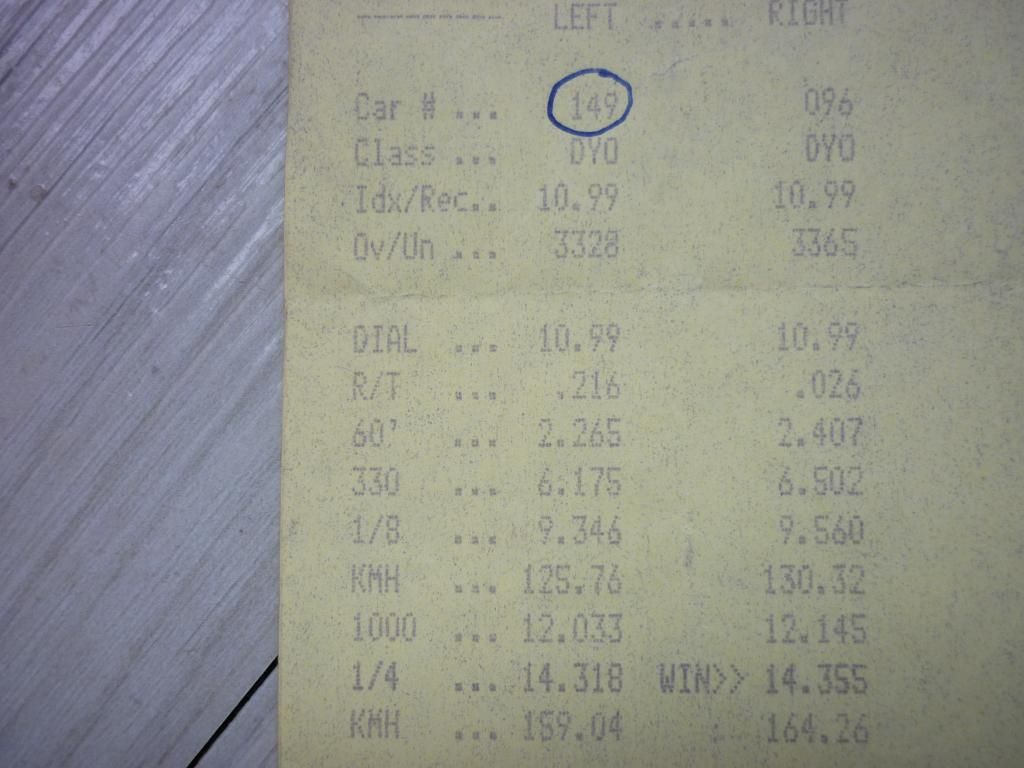 ---------- LEFT ..... RIGHT
Car # ... 149 096
Class ... DYO DYO
Idx/Rec.. 10.99 10.99
Ov/Un ... 3328 3365
DIAL ... 10.99 10.99
R/T ... .216 .026
60' ... 2.265 2.407
330 ... 6.175 6.502
1/8 ... 9.346 9.560
KMH ... 125.76 130.32
1000 ... 12.033 12.145
1/4 ... 14.318 WIN>> 14.355
KMH ... 159.04 : 164.26